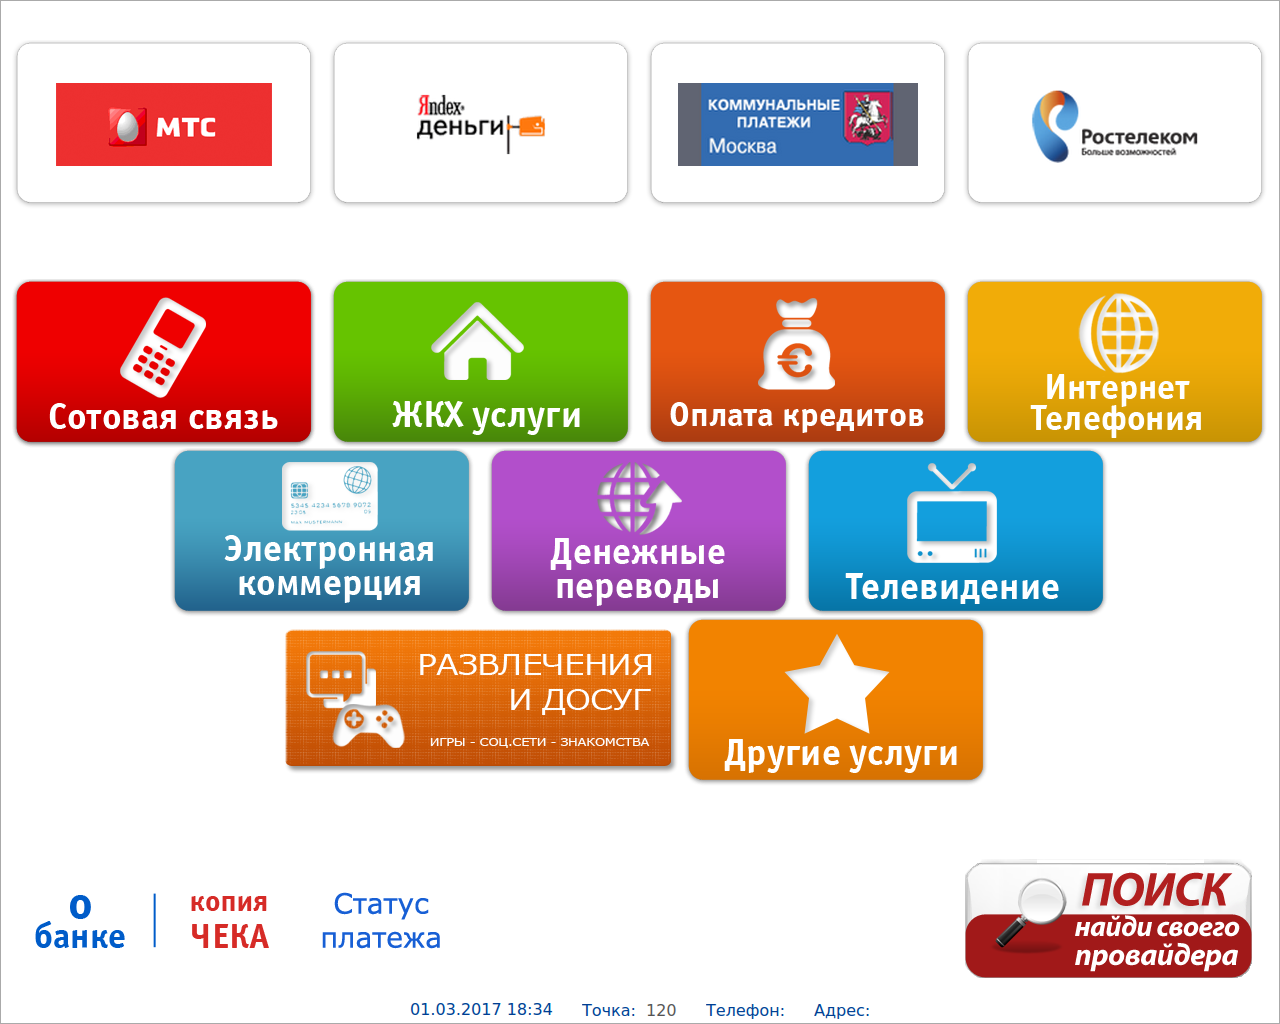 МТС
Яndex
деньги
КОММУНАЛЬНЫЕ
ПЛАТЕЖИ
Москва
Ростелеком
Больше возможностей
Сотовая связь
ЖКХ услуги
€
Оплата кредитов
Интернет
Телефония
5345 4234 5678 9072
MAX MUSTERMANN
Электронная
коммерция
Денежные
переводы
Телевидение
РАЗВЛЕЧЕНИЯ
И ДОСУГ
ИГРЫ - СОЦ.СЕТИ - ЗНАКОМСТВА
Другие услуги
о
банке
копия
ЧЕКА
Статус
платежа
ПОИСК
найди своего
провайдера
01.03.2017 18:34 Точка: 120 Телефон: Адрес: